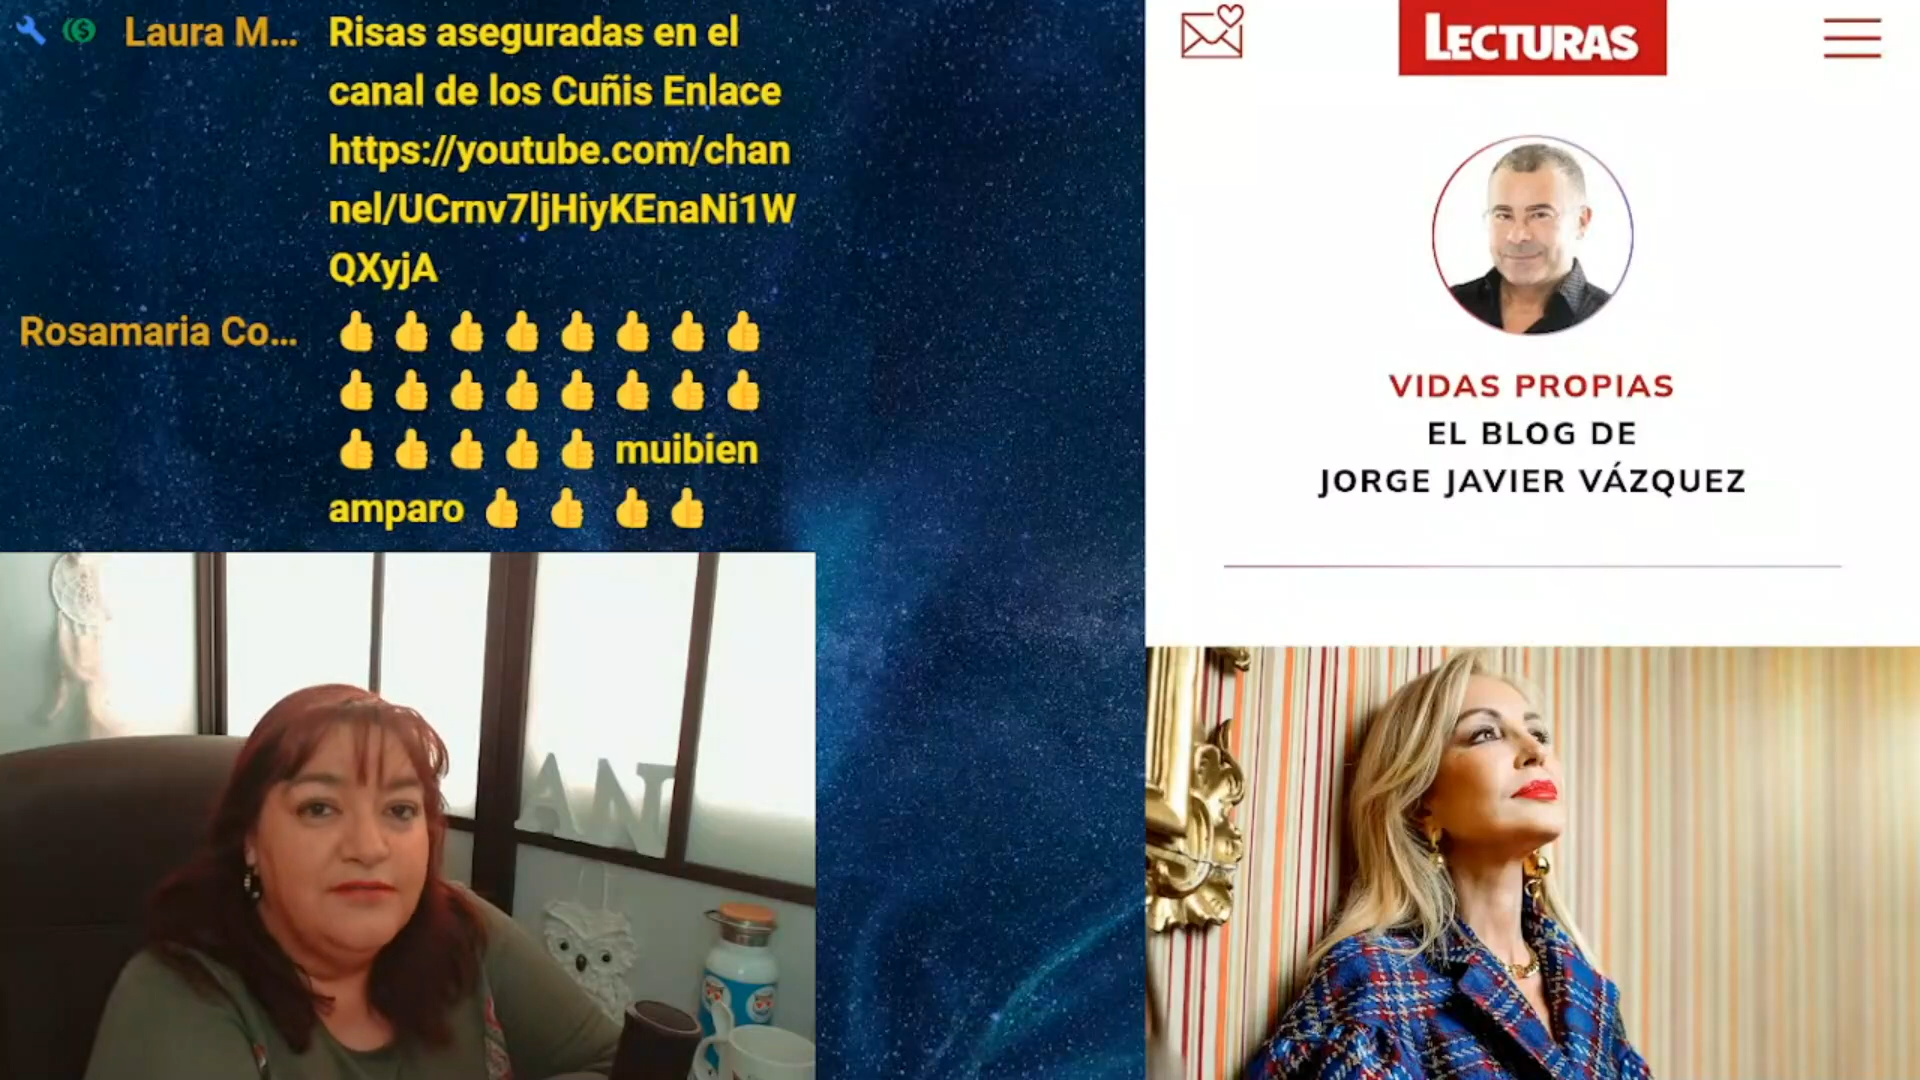 Laura M... Risas aseguradas en el
canal de los Cuñis Enlace
https://youtube.com/chan
nel/UCrnv7ljHiyKEnaNi1W
QXyjA
Rosamaria Co... 👍👍👍👍👍👍👍👍
👍👍👍👍👍👍👍👍
👍👍👍👍👍 muibien
amparo 👍 👍 👍👍
AN
LECTURAS
VIDAS PROPIAS
EL BLOG DE
JORGE JAVIER VÁZQUEZ